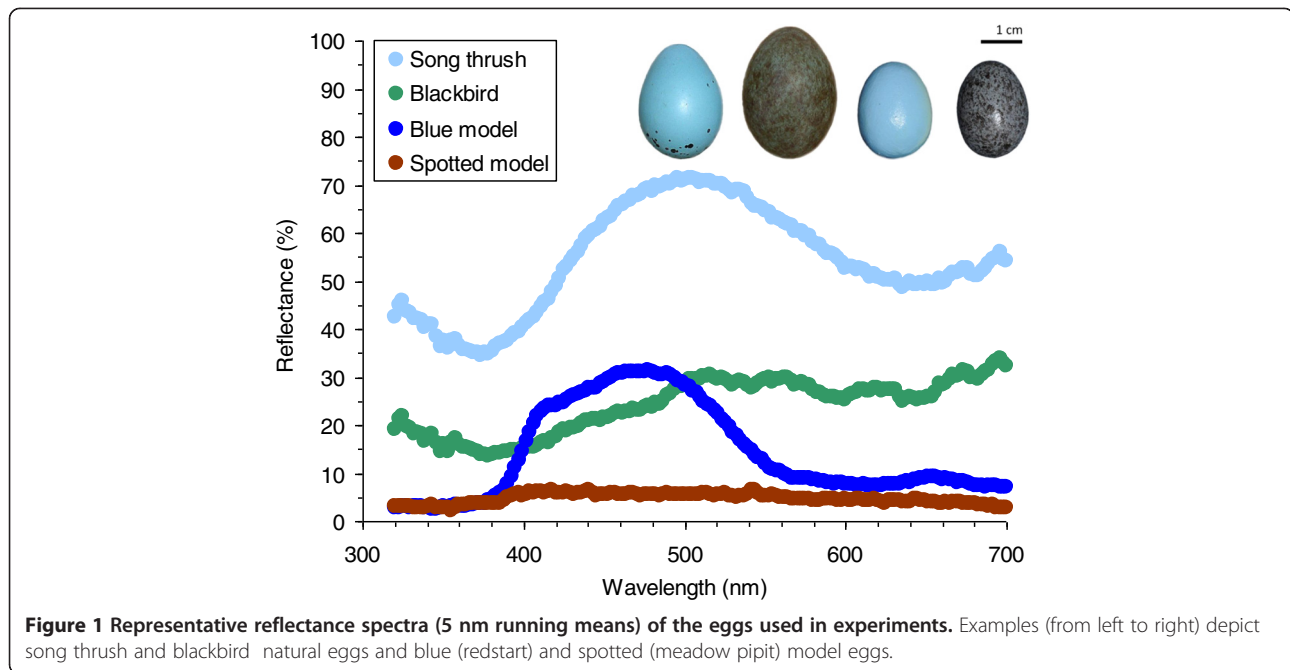 1 cm
100
90
80
70
60
50
40
30
20
10
0
Song thrush
Blackbird
Blue model
Spotted model
Reflectance (%)
300 400 500 600 700
Wavelength (nm)
Figure 1 Representative reflectance spectra (5 nm running means) of the eggs used in experiments. Examples (from left to right) depict
song thrush and blackbird natural eggs and blue (redstart) and spotted (meadow pipit) model eggs.